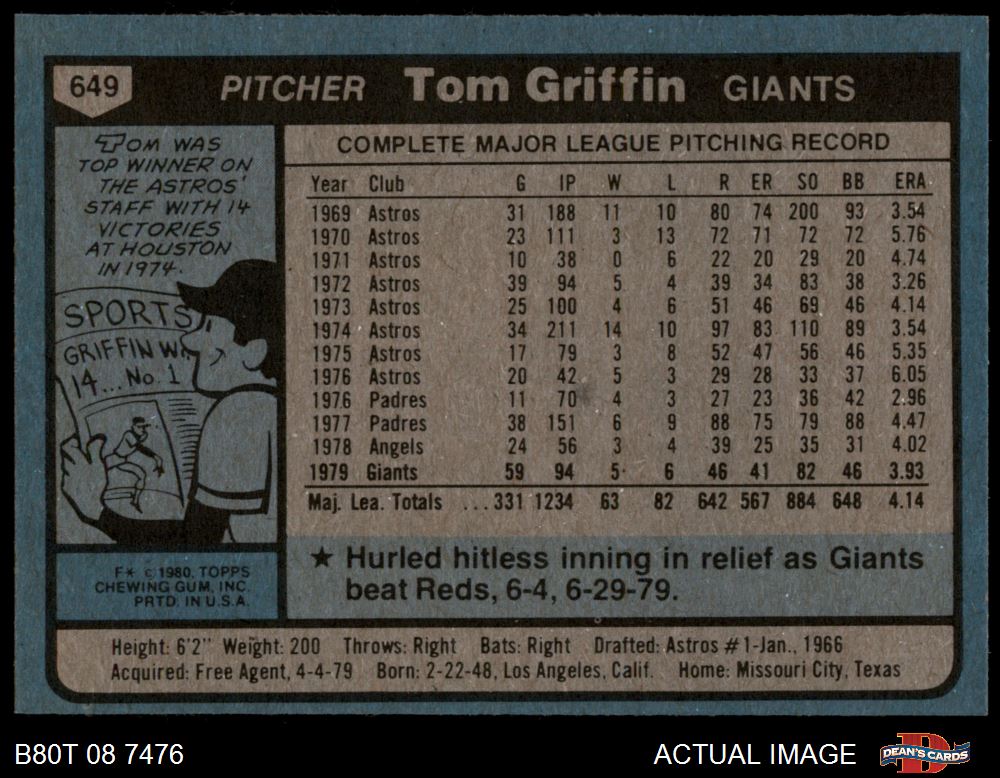 649 PITCHER Tom Griffin GIANTS
TOM WAS
TOP WINNER ON
THE ASTROS'
STAFF WITH 14
VICTORIES
AT HOUSTON
IN 1974.
SPORTS
GRIFFIN W
14... No. 1
F* © 1980, TOPPS
CHEWING GUM, INC.
PRTD. IN U.S.A.
COMPLETE MAJOR LEAGUE PITCHING RECORD
Year Club G IP W L R ER SO BB ERA
1969 Astros 31 188 11 10 80 74 200 93 3.54
1970 Astros 23 111 3 13 72 71 72 72 5.76
1971 Astros 10 38 0 6 22 20 29 20 4.74
1972 Astros 39 94 5 4 39 34 83 38 3.26
1973 Astros 25 100 4 6 51 46 69 46 4.14
1974 Astros 34 211 14 10 97 83 110 89 3.54
1975 Astros 17 79 3 8 52 47 56 46 5.35
1976 Astros 20 42 5 3 29 28 33 37 6.05
1976 Padres 11 70 4 3 27 23 36 42 2.96
1977 Padres 38 151 6 9 88 75 79 88 4.47
1978 Angels 24 56 3 4 39 25 35 31 4.02
1979 Giants 59 94 5 6 46 41 82 46 3.93
Maj. Lea. Totals ...331 1234 63 82 642 567 884 648 4.14
★ Hurled hitless inning in relief as Giants
beat Reds, 6-4, 6-29-79.
Height: 6'2" Weight: 200 Throws: Right Bats: Right Drafted: Astros #1-Jan., 1966
Acquired: Free Agent, 4-4-79 Born: 2-22-48, Los Angeles, Calif. Home: Missouri City, Texas
B80T 08 7476 ACTUAL IMAGE DEAN'S CARDS